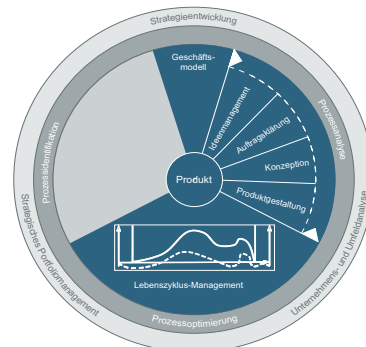 Strategieentwicklung
Geschäfts-
modell
Ideenmanagement
Auftragsklärung
Konzeption
Produktgestaltung
Prozessanalyse
Prozessidentifikation
Produkt
Lebenszyklus-Management
Prozessoptimierung
Strategisches Portfoliomanagement
Unternehmens- und Umfeldanalyse